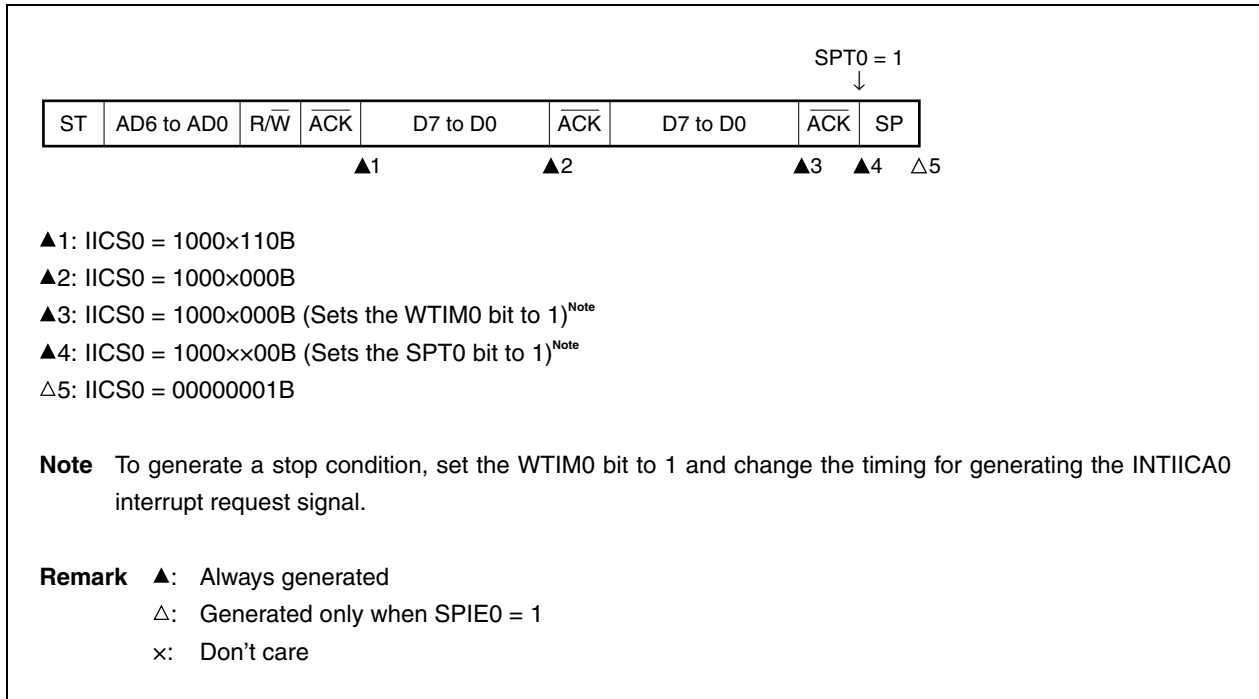 SPT0 = 1
↓
ST AD6 to AD0 R/W̅ A̅C̅K̅ D7 to D0 A̅C̅K̅ D7 to D0 A̅C̅K̅ SP
▲1 ▲2 ▲3 ▲4 △5
▲1: IICS0 = 1000×110B
▲2: IICS0 = 1000×000B
▲3: IICS0 = 1000×000B (Sets the WTIM0 bit to 1)Note
▲4: IICS0 = 1000××00B (Sets the SPT0 bit to 1)Note
△5: IICS0 = 00000001B
Note To generate a stop condition, set the WTIM0 bit to 1 and change the timing for generating the INTIICA0
interrupt request signal.
Remark ▲: Always generated
△: Generated only when SPIE0 = 1
×: Don't care